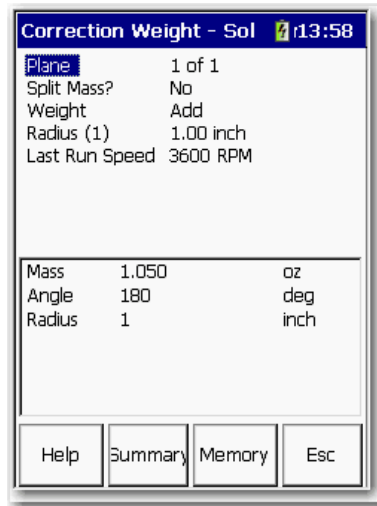 Correction Weight - Sol 13:58
Plane 1 of 1
Split Mass? No
Weight Add
Radius (1) 1.00 inch
Last Run Speed 3600 RPM
Mass 1.050 oz
Angle 180 deg
Radius 1 inch
Help Summary Memory Esc